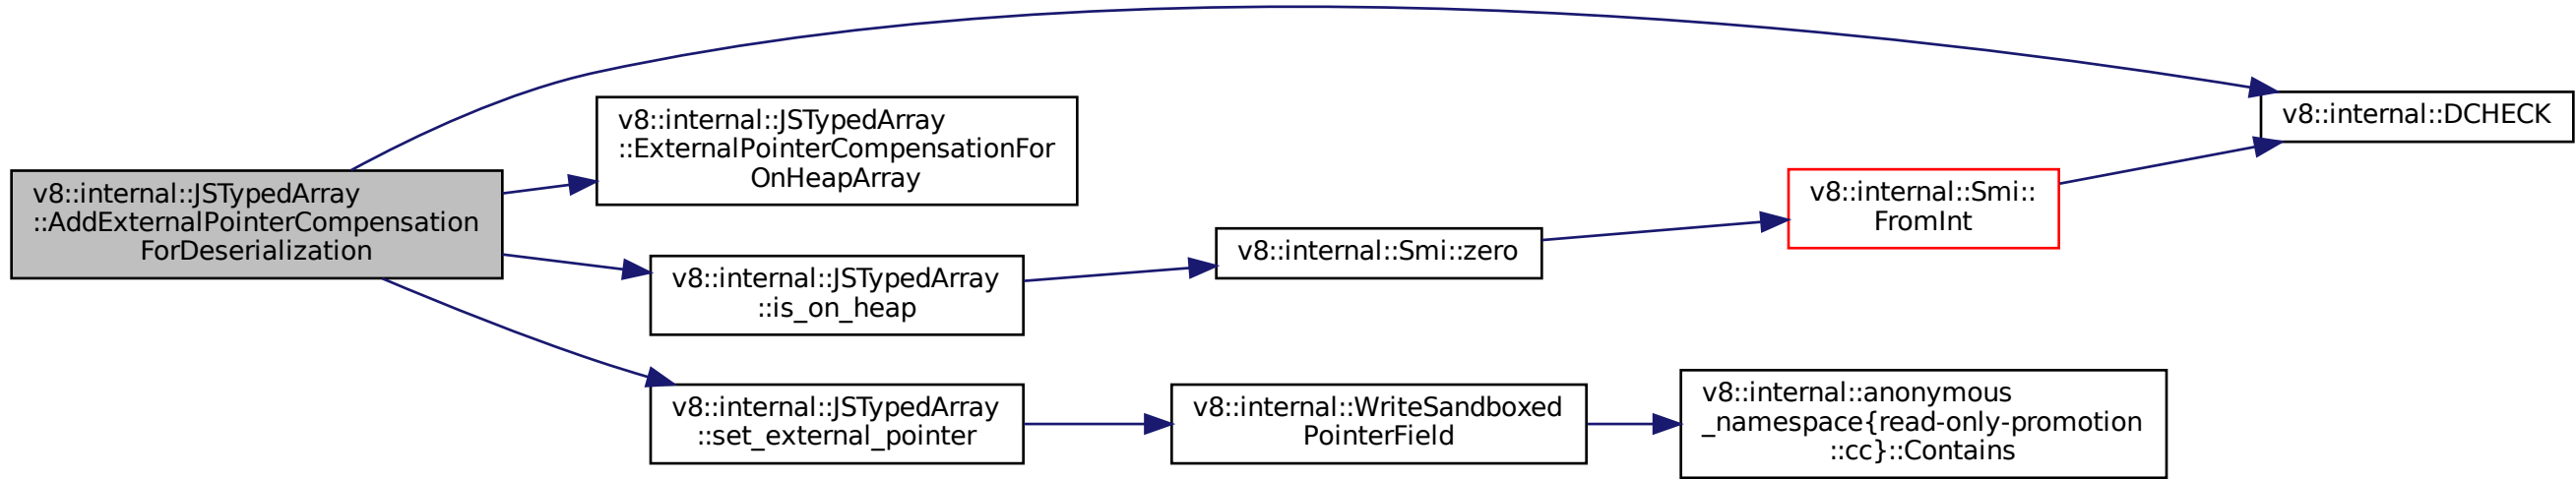 v8::internal::JSTypedArray
::AddExternalPointerCompensation
ForDeserialization
v8::internal::JSTypedArray
::ExternalPointerCompensationFor
OnHeapArray
v8::internal::JSTypedArray
::is_on_heap
v8::internal::JSTypedArray
::set_external_pointer
v8::internal::Smi::zero
v8::internal::WriteSandboxed
PointerField
v8::internal::Smi::
FromInt
v8::internal::anonymous
_namespace{read-only-promotion
::cc}::Contains
v8::internal::DCHECK